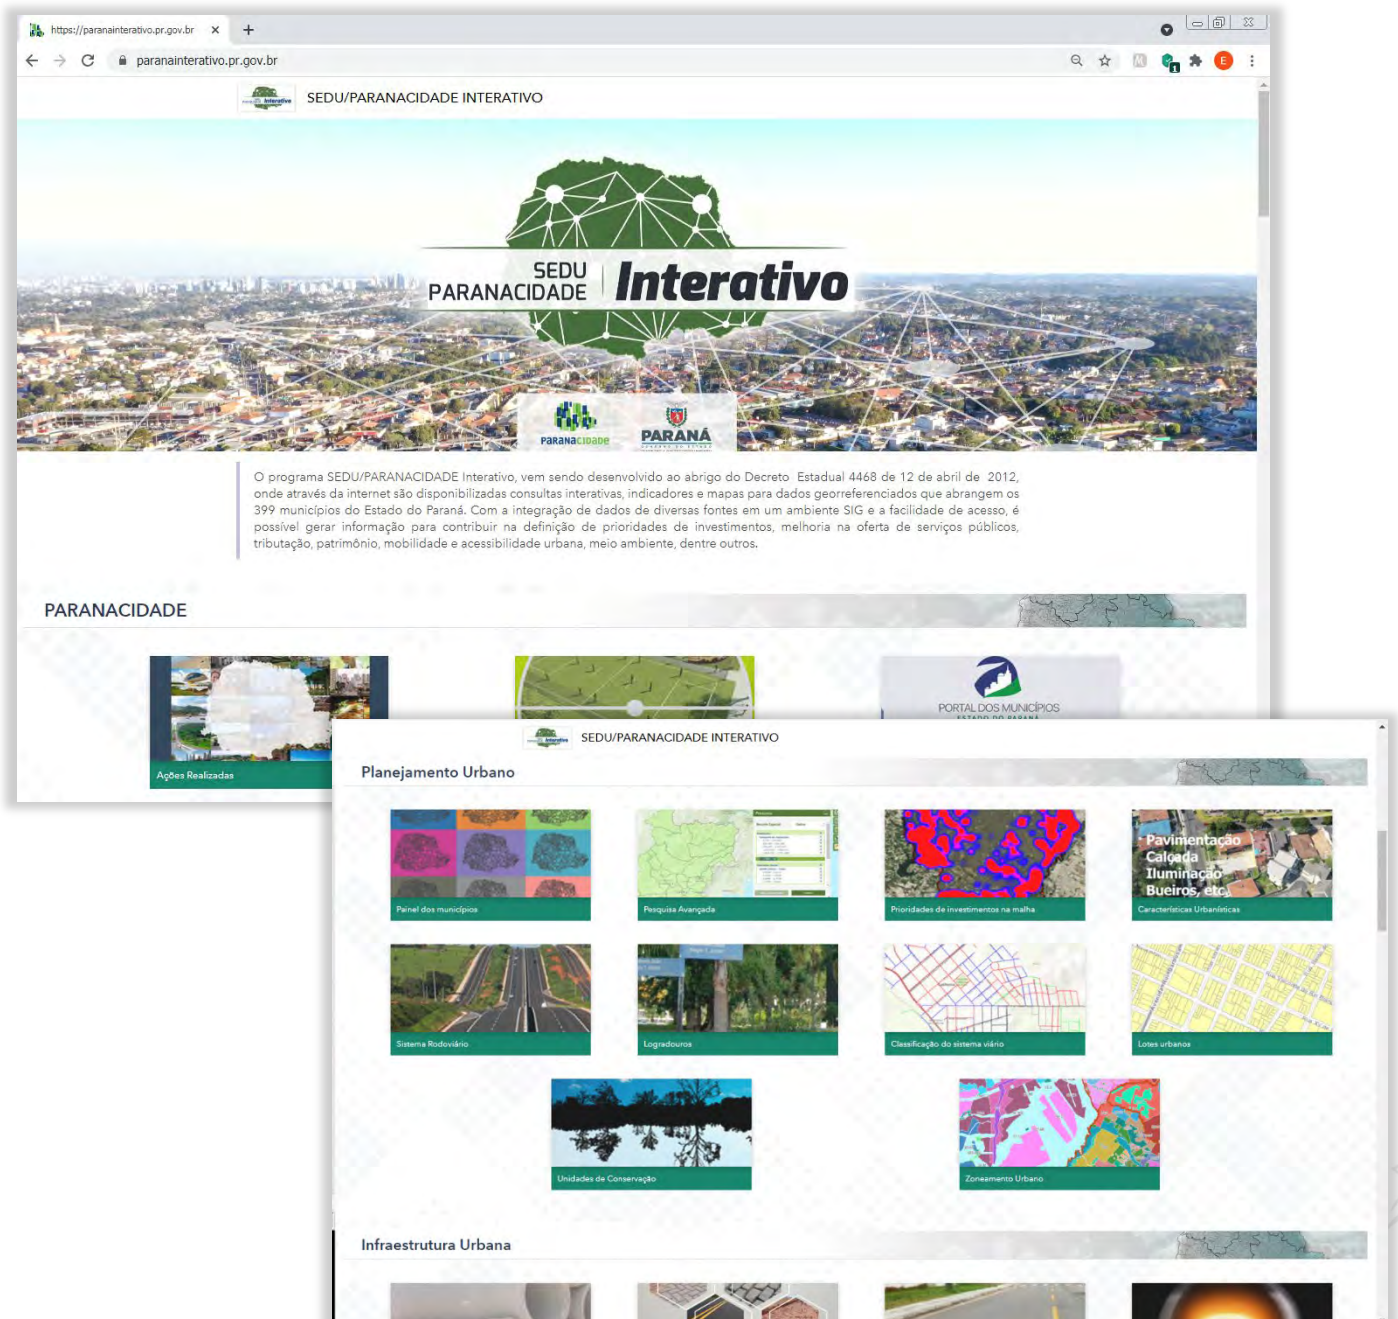 https://paranainterativo.pr.gov.br
paranainterativo.pr.gov.br
E
1
SEDU/PARANACIDADE INTERATIVO
SEDU
PARANACIDADE
Interativo
PARANACIDADE
PARANÁ
O programa SEDU/PARANACIDADE Interativo, vem sendo desenvolvido ao abrigo do Decreto Estadual 4468 de 12 de abril de 2012,
onde através da internet são disponibilizadas consultas interativas, indicadores e mapas para dados georreferenciados que abrangem os
399 municípios do Estado do Paraná. Com a integração de dados de diversas fontes em um ambiente SIG e a facilidade de acesso, é
possível gerar informação para contribuir na definição de prioridades de investimentos, melhoria na oferta de serviços públicos,
tributação, patrimônio, mobilidade e acessibilidade urbana, meio ambiente, dentre outros.
PARANACIDADE
PORTAL DOS MUNICÍPIOS
ESTADO DO PARANÁ
Ações Realizadas
SEDU/PARANACIDADE INTERATIVO
Planejamento Urbano
Pavimentação
Calçada
Iluminação
Bueiros, etc.
Painel dos municípios
Pesquisa Avançada
Prioridades de investimentos na malha
Características Urbanísticas
Sistema Rodoviário
Logradouros
Classificação do sistema viário
Lotes urbanos
Unidades de Conservação
Zoneamento Urbano
Infraestrutura Urbana